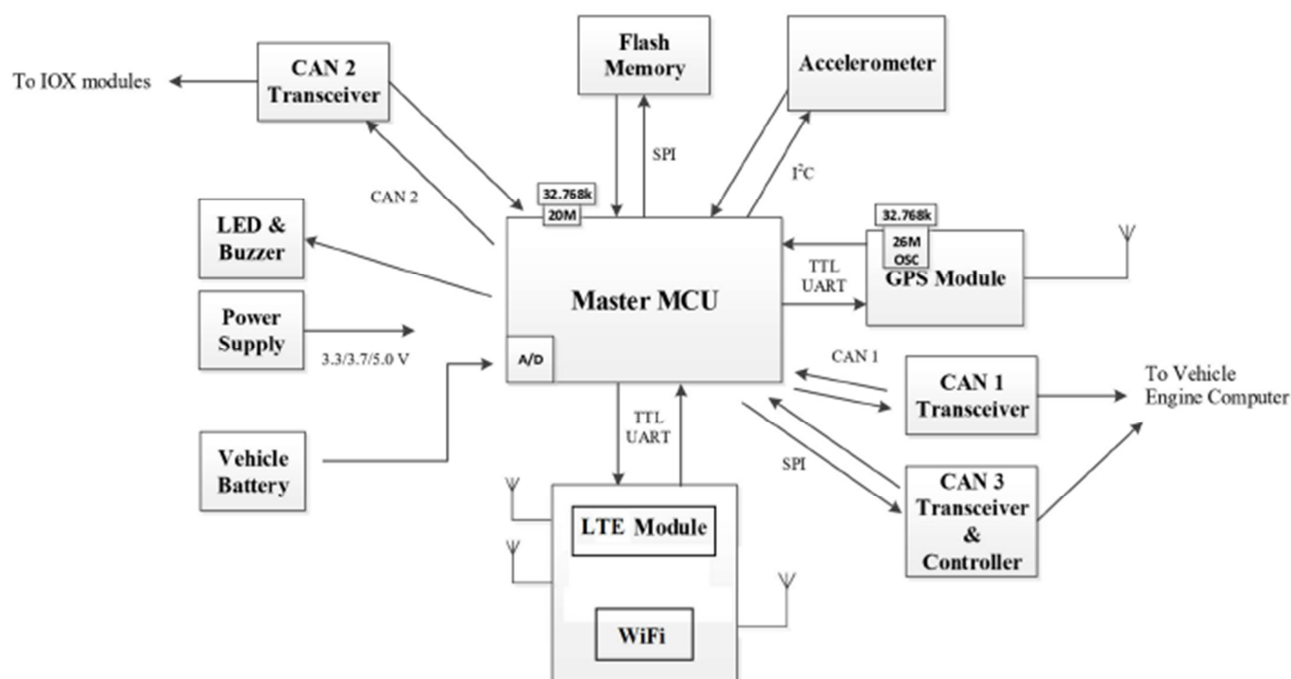 Flash
Memory
Accelerometer
CAN 2
Transceiver
To IOX modules
SPI
I²C
CAN 2
32.768k
20M
LED &
Buzzer
32.768k
26M
OSC
GPS Module
TTL
UART
Master MCU
Power
Supply
3.3/3.7/5.0 V
A/D
CAN 1
CAN 1
Transceiver
To Vehicle
Engine Computer
TTL
UART
SPI
Vehicle
Battery
CAN 3
Transceiver
&
Controller
LTE Module
WiFi